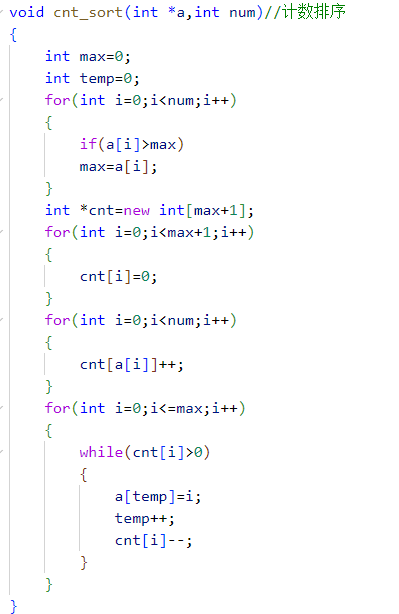 void cnt_sort(int *a,int num)//计数排序
{
    int max=0;
    int temp=0;
    for(int i=0;i<num;i++)
    {
        if(a[i]>max)
        max=a[i];
    }
    int *cnt=new int[max+1];
    for(int i=0;i<max+1;i++)
    {
        cnt[i]=0;
    }
    for(int i=0;i<num;i++)
    {
        cnt[a[i]]++;
    }
    for(int i=0;i<=max;i++)
    {
        while(cnt[i]>0)
        {
            a[temp]=i;
            temp++;
            cnt[i]--;
        }
    }
}